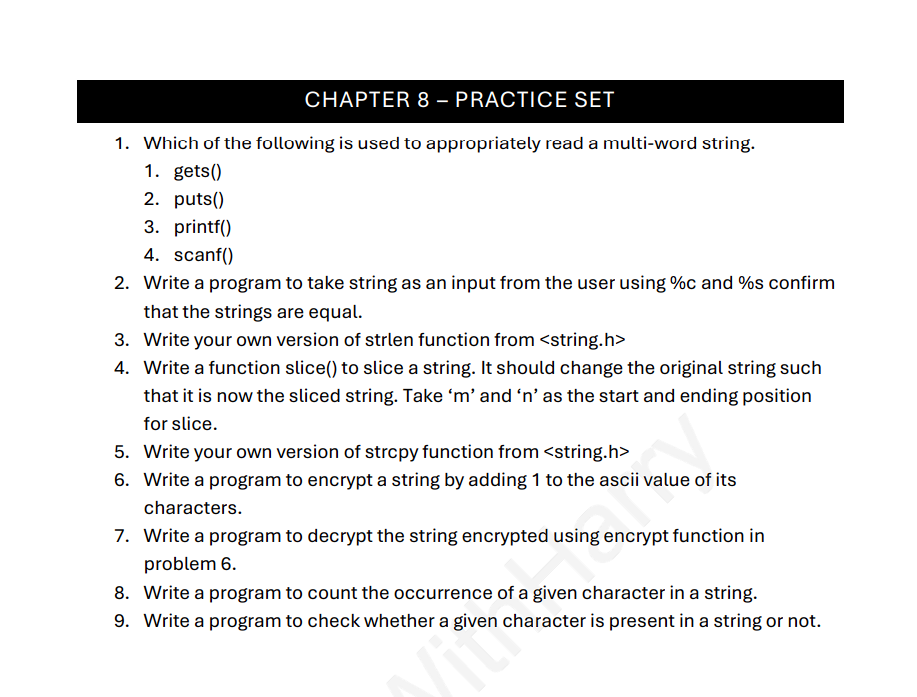 CHAPTER 8 – PRACTICE SET
1. Which of the following is used to appropriately read a multi-word string.
1. gets()
2. puts()
3. printf()
4. scanf()
2. Write a program to take string as an input from the user using %c and %s confirm
that the strings are equal.
3. Write your own version of strlen function from <string.h>
4. Write a function slice() to slice a string. It should change the original string such
that it is now the sliced string. Take ‘m’ and ‘n’ as the start and ending position
for slice.
5. Write your own version of strcpy function from <string.h>
6. Write a program to encrypt a string by adding 1 to the ascii value of its
characters.
7. Write a program to decrypt the string encrypted using encrypt function in
problem 6.
8. Write a program to count the occurrence of a given character in a string.
9. Write a program to check whether a given character is present in a string or not.
WithHarry